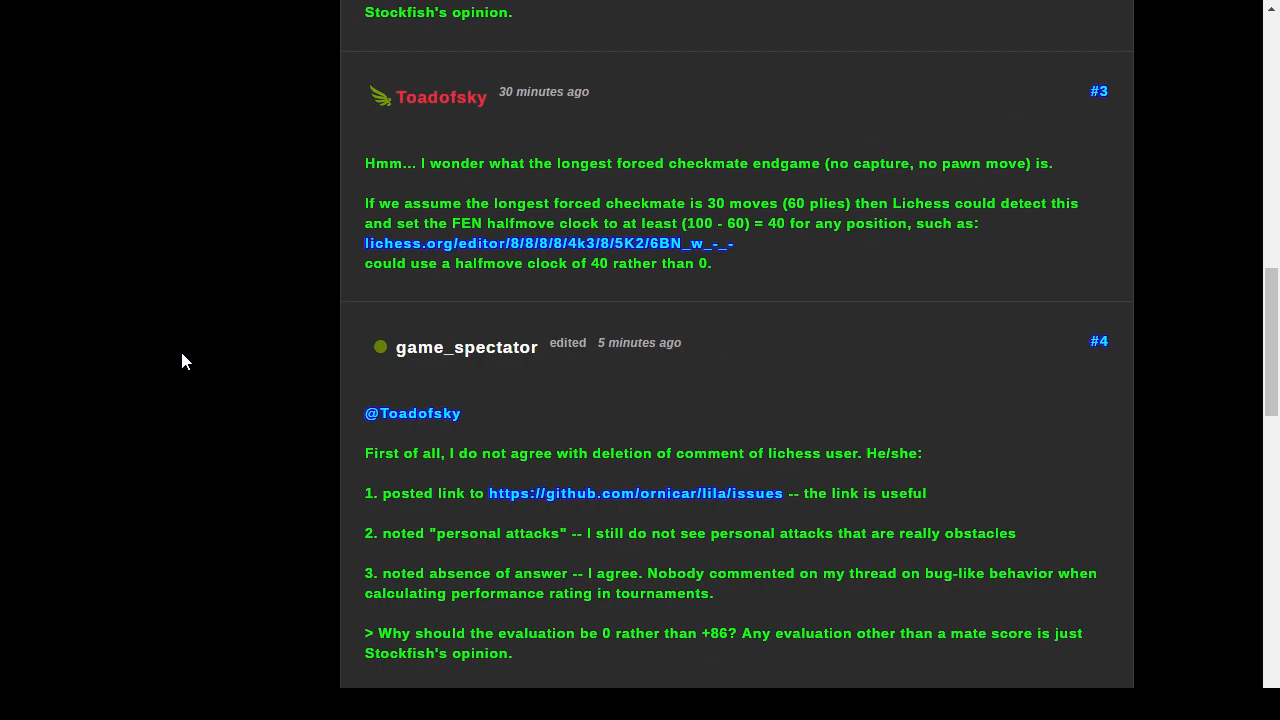 Stockfish's opinion.
Toadofsky 30 minutes ago #3
Hmm... I wonder what the longest forced checkmate endgame (no capture, no pawn move) is.
If we assume the longest forced checkmate is 30 moves (60 plies) then Lichess could detect this
and set the FEN halfmove clock to at least (100 - 60) = 40 for any position, such as:
lichess.org/editor/8/8/8/8/4k3/8/5K2/6BN_w_-_-
could use a halfmove clock of 40 rather than 0.
game_spectator edited 5 minutes ago #4
@Toadofsky
First of all, I do not agree with deletion of comment of lichess user. He/she:
1. posted link to https://github.com/ornicar/lila/issues -- the link is useful
2. noted "personal attacks" -- I still do not see personal attacks that are really obstacles
3. noted absence of answer -- I agree. Nobody commented on my thread on bug-like behavior when
calculating performance rating in tournaments.
> Why should the evaluation be 0 rather than +86? Any evaluation other than a mate score is just
Stockfish's opinion.